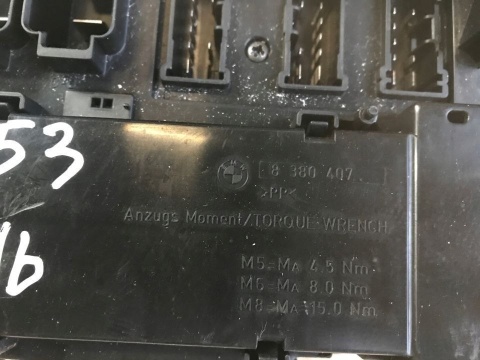 53
16
8 380 407
>PP<
Anzugs Moment/TORQUE-WRENCH
M5=MA 4.5 Nm
M6=MA 8.0 Nm
M8=MA 15.0 Nm